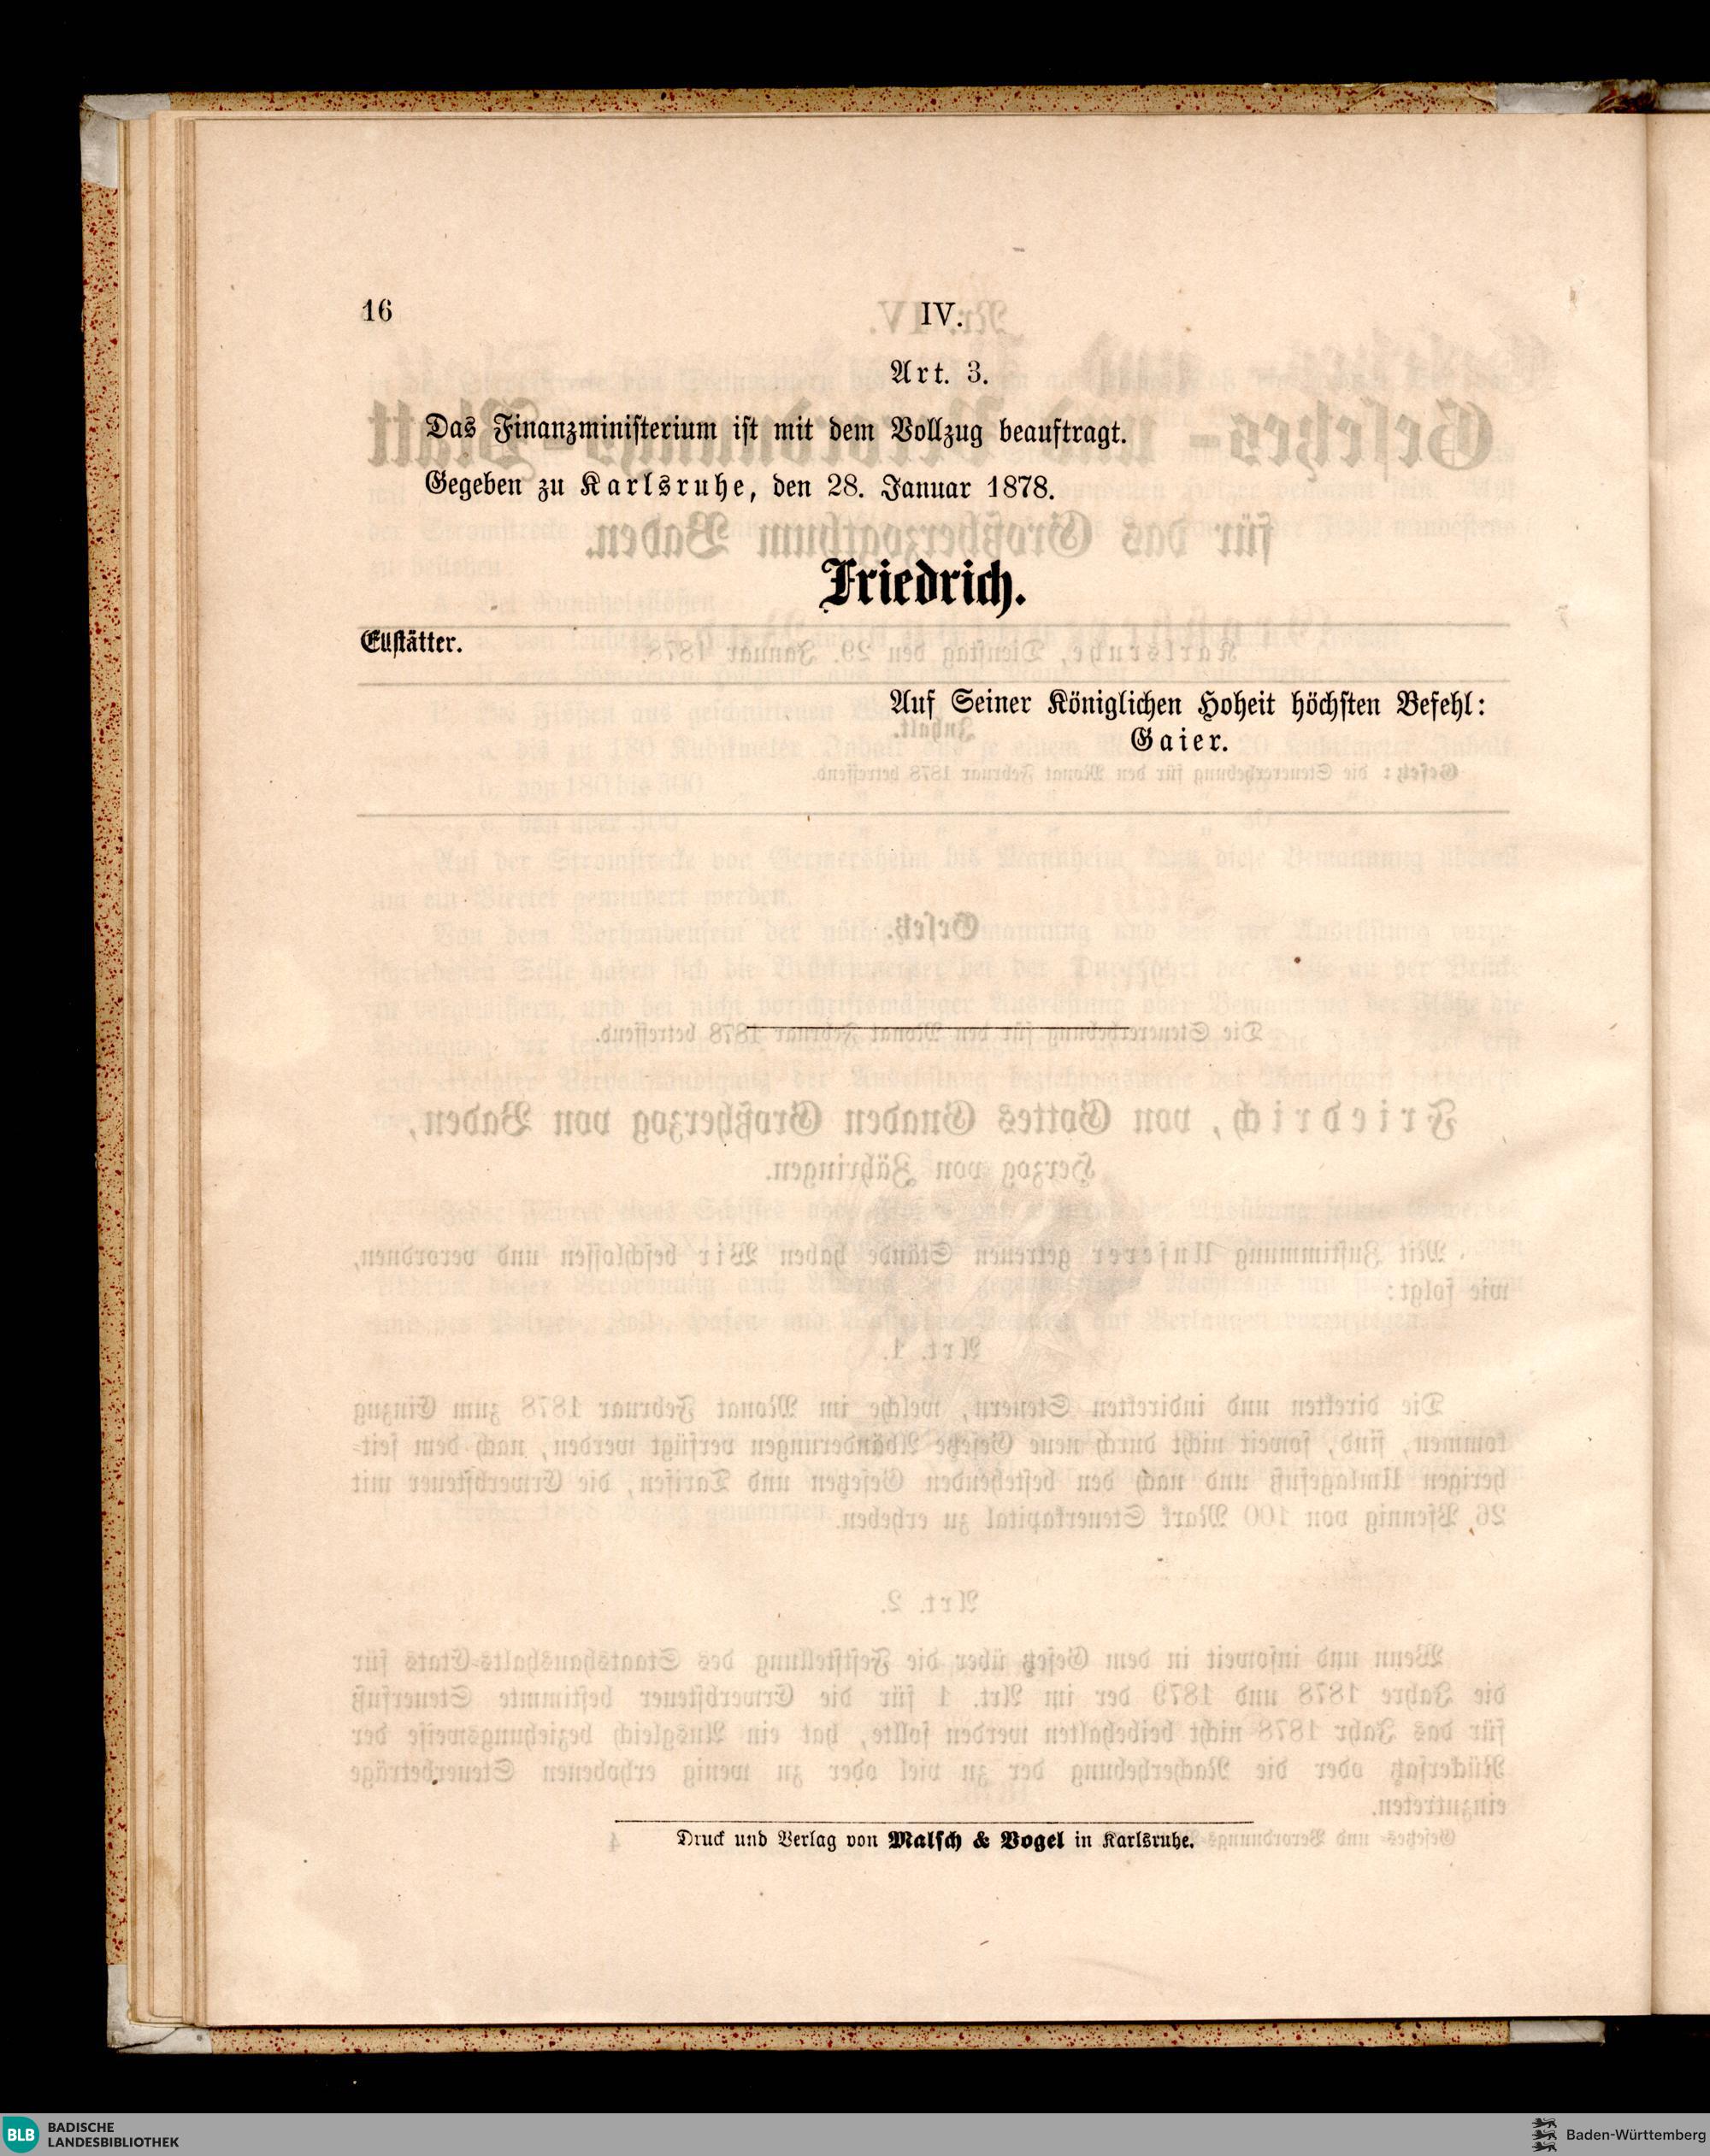 16
IV.
Art. 3.
Das Finanzministerium ist mit dem Vollzug beauftragt.
Gegeben zu Karlsruhe, den 28. Januar 1878.
Friedrich.
Ellstätter.
Auf Seiner Königlichen Hoheit höchsten Befehl:
Gaier.
Druck und Verlag von Malsch & Vogel in Karlsruhe.
BLB BADISCHE
LANDESBIBLIOTHEK
Baden-Württemberg